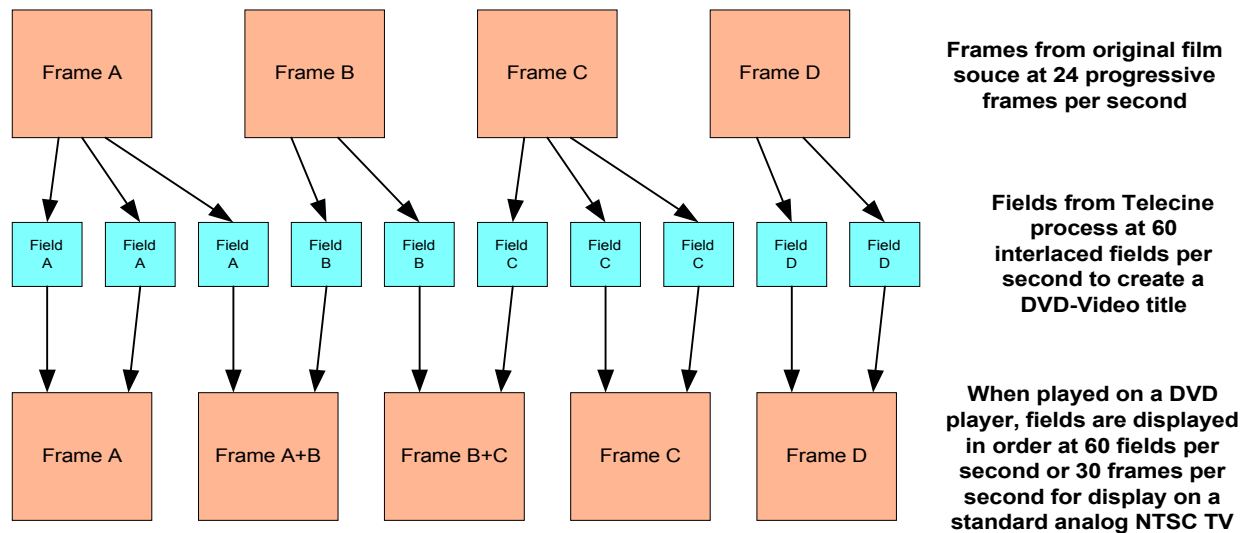 Frame A
Frame B
Frame C
Frame D
Frames from original film
souce at 24 progressive
frames per second
Field
A
Field
A
Field
A
Field
B
Field
B
Field
C
Field
C
Field
C
Field
D
Field
D
Fields from Telecine
process at 60
interlaced fields per
second to create a
DVD-Video title
Frame A
Frame A+B
Frame B+C
Frame C
Frame D
When played on a DVD
player, fields are displayed
in order at 60 fields per
second or 30 frames per
second for display on a
standard analog NTSC TV